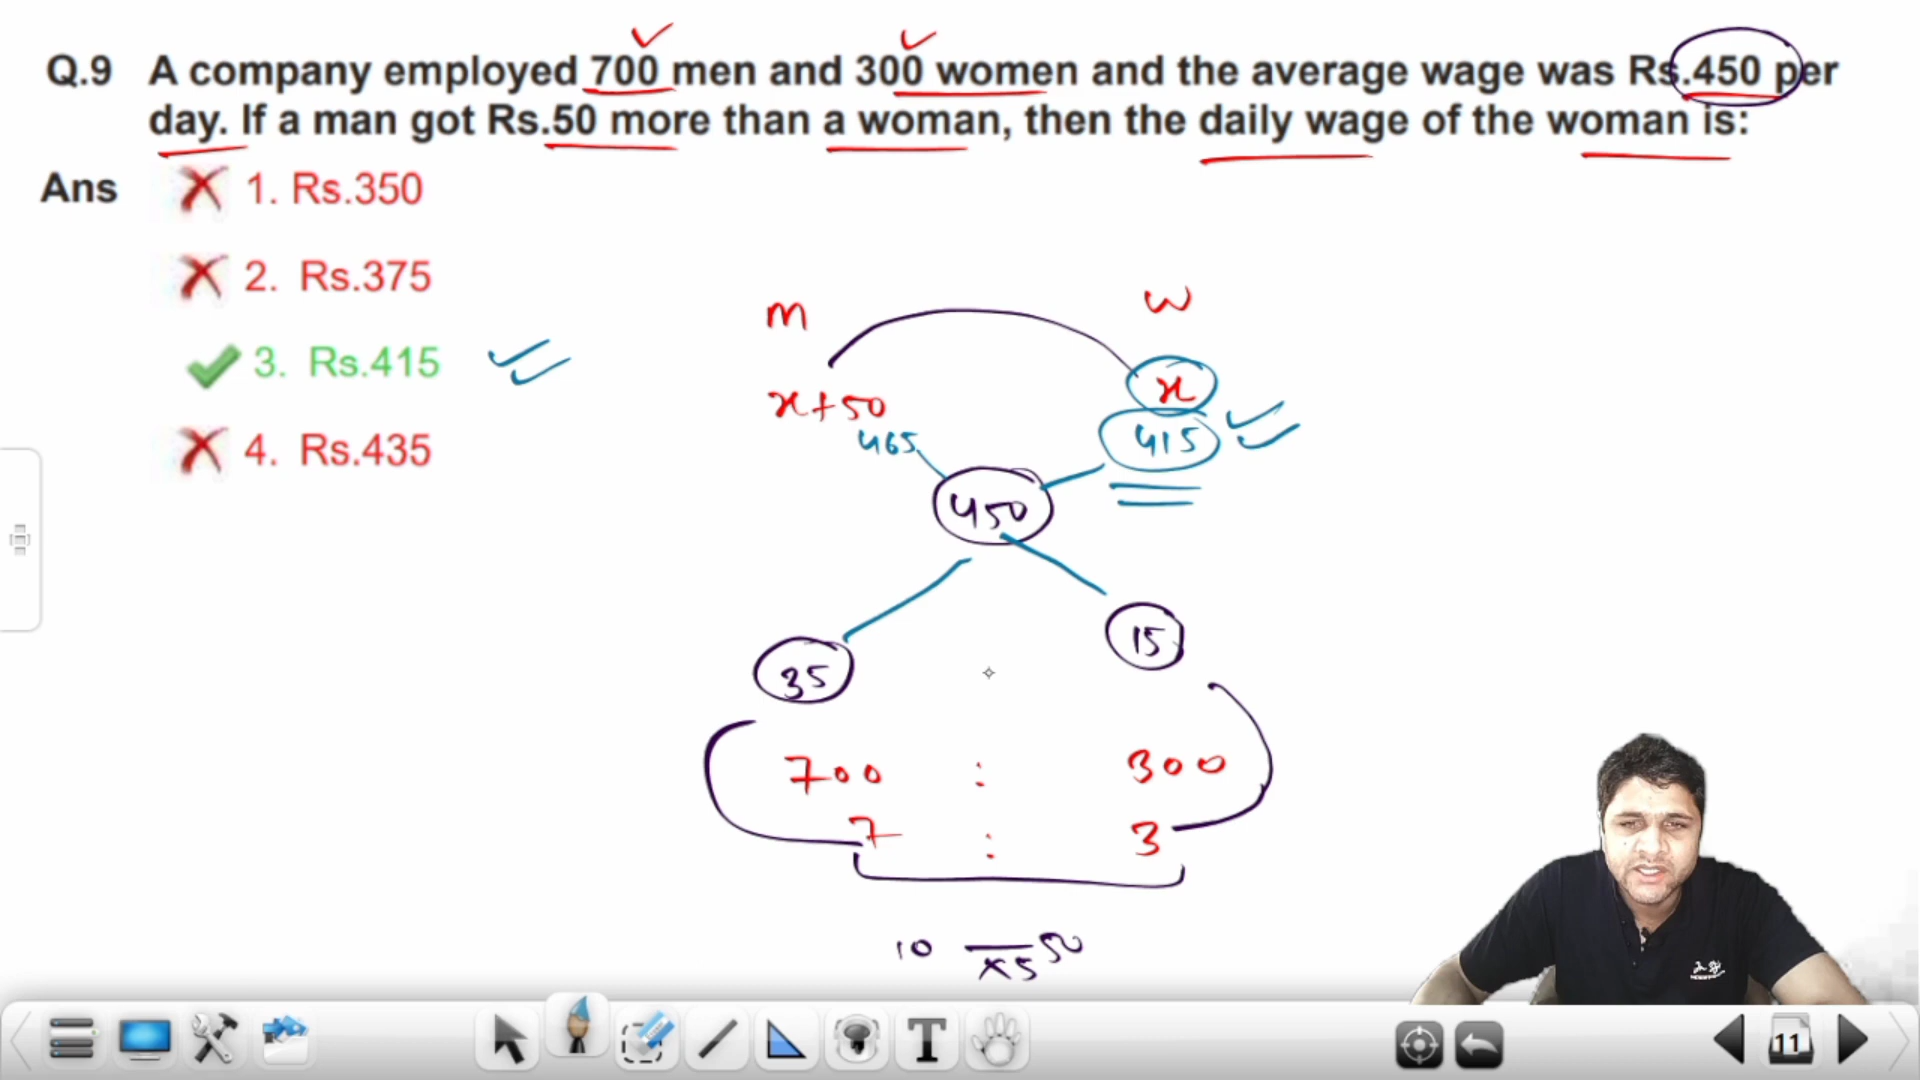 Q.9 A company employed 700 men and 300 women and the average wage was Rs.450 per
day. If a man got Rs.50 more than a woman, then the daily wage of the woman is:
Ans 1. Rs.350
2. Rs.375
3. Rs.415
4. Rs.435
m w
x+50 x
465 415
450
35 15
700 : 300
7 : 3
10 ×5 50
T
11